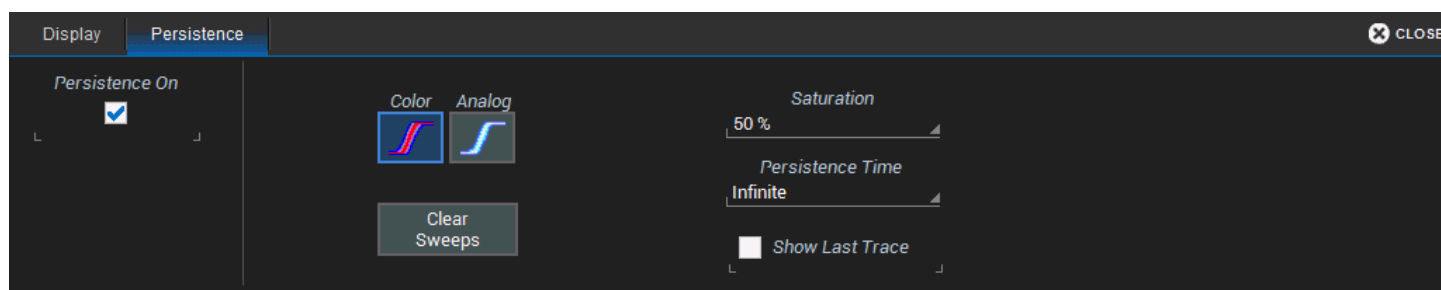 Display Persistence CLOSE
Persistence On
Color Analog
Saturation
50 %
Persistence Time
Infinite
Clear
Sweeps
Show Last Trace